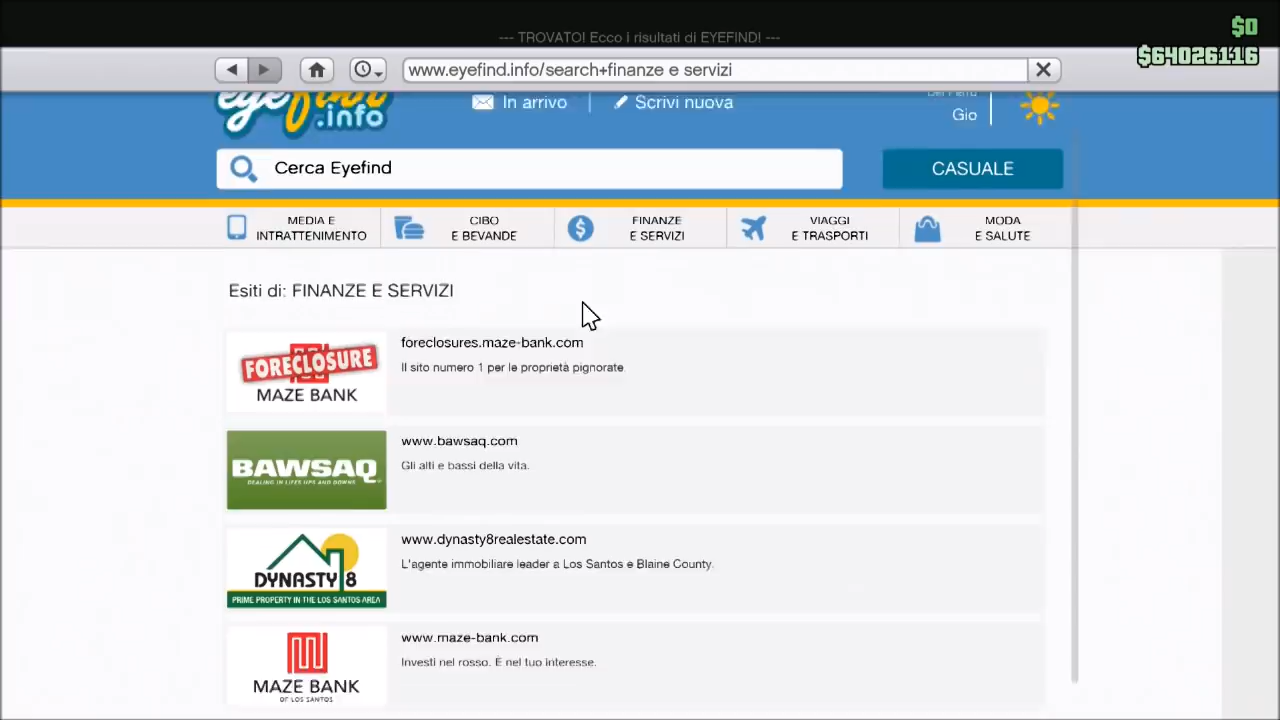 --- TROVATO! Ecco i risultati di EYEFIND! ---
$0
$64026116
www.eyefind.info/search+finanze e servizi
eyefind
.info
In arrivo
Scrivi nuova
Gio
Cerca Eyefind
CASUALE
MEDIA E
INTRATTENIMENTO
CIBO
E BEVANDE
FINANZE
E SERVIZI
VIAGGI
E TRASPORTI
MODA
E SALUTE
Esiti di: FINANZE E SERVIZI
FORECLOSURE
MAZE BANK
foreclosures.maze-bank.com
Il sito numero 1 per le proprietà pignorate.
BAWSAQ
DEALING IN LIFE'S UPS AND DOWNS
www.bawsaq.com
Gli alti e bassi della vita.
DYNASTY 8
PRIME PROPERTY IN THE LOS SANTOS AREA
www.dynasty8realestate.com
L'agente immobiliare leader a Los Santos e Blaine County.
MAZE BANK
OF LOS SANTOS
www.maze-bank.com
Investi nel rosso. È nel tuo interesse.